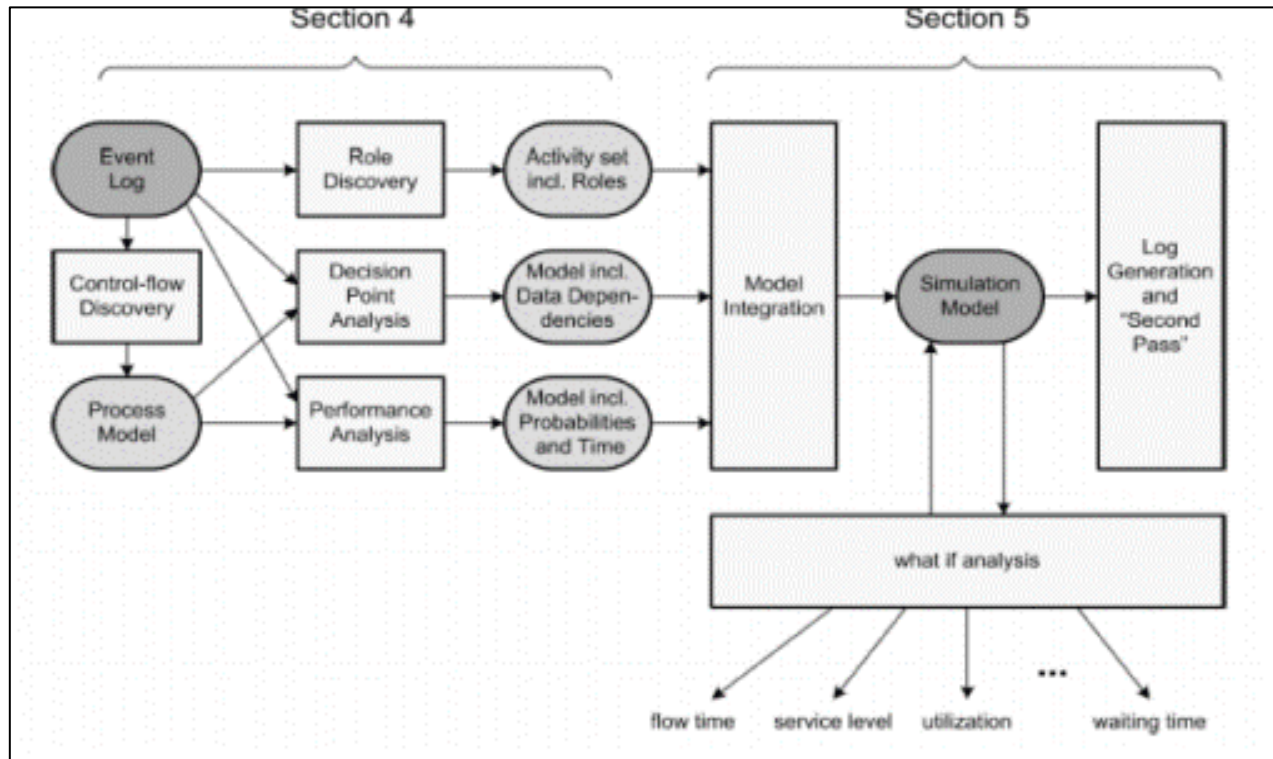 Section 4
Section 5
Event
Log
Role
Discovery
Activity set
incl. Roles
Control-flow
Discovery
Decision
Point
Analysis
Model incl.
Data Depen-
dencies
Process
Model
Performance
Analysis
Model incl.
Probabilities
and Time
Model
Integration
Simulation
Model
Log
Generation
and
"Second
Pass"
what if analysis
...
flow time
service level
utilization
waiting time